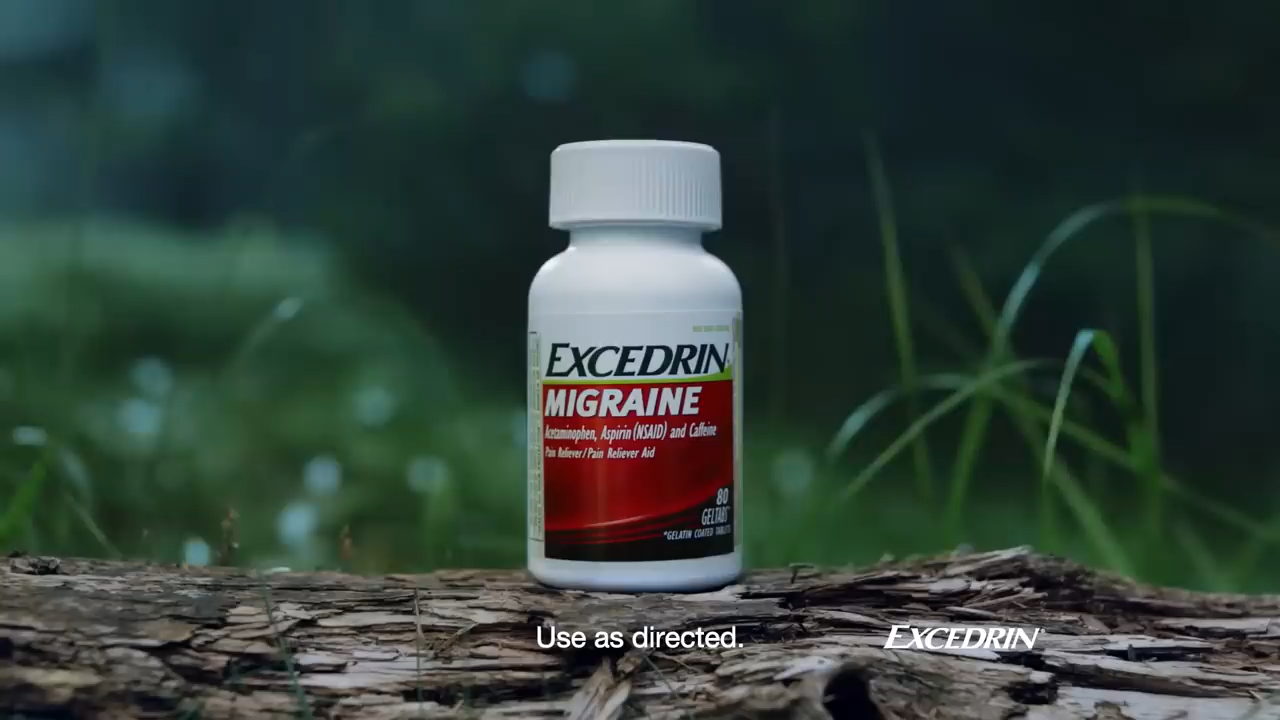 EXCEDRIN
MIGRAINE
Acetaminophen, Aspirin (NSAID) and Caffeine
Pain Reliever/Pain Reliever Aid
80
GELTABS*
*GELATIN COATED TABLETS
Use as directed.
EXCEDRIN®